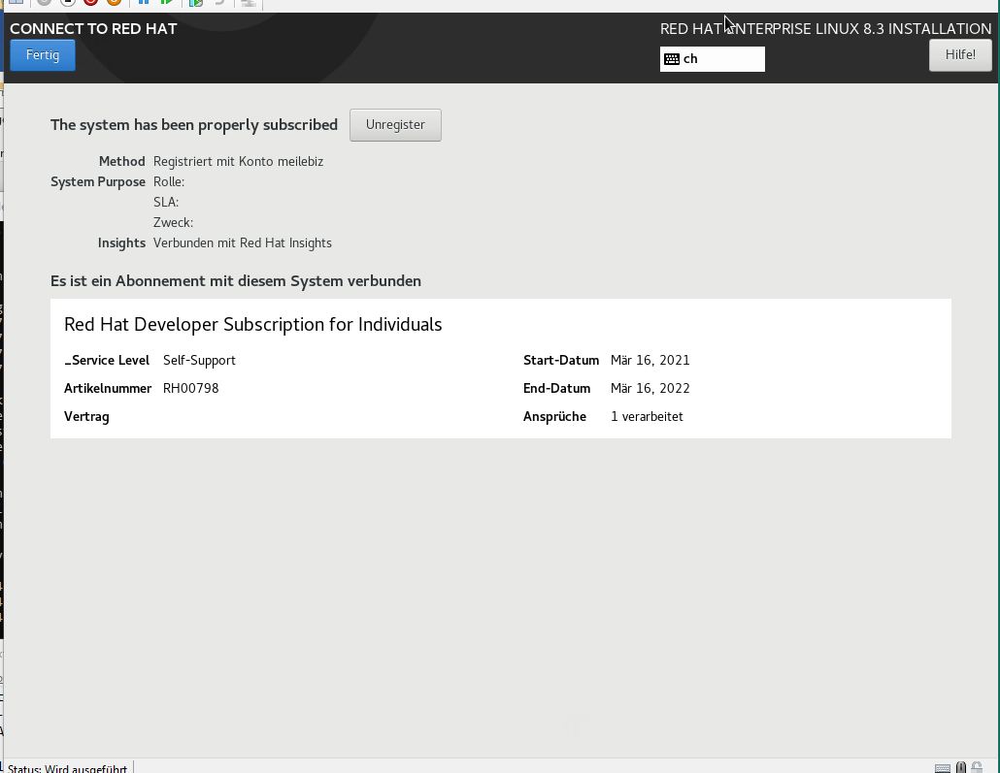 CONNECT TO RED HAT
RED HAT ENTERPRISE LINUX 8.3 INSTALLATION
Fertig
ch
Hilfe!
The system has been properly subscribed
Unregister
Method Registriert mit Konto meilebiz
System Purpose Rolle:
SLA:
Zweck:
Insights Verbunden mit Red Hat Insights
Es ist ein Abonnement mit diesem System verbunden
Red Hat Developer Subscription for Individuals
_Service Level Self-Support
Start-Datum Mär 16, 2021
Artikelnummer RH00798
End-Datum Mär 16, 2022
Vertrag
Ansprüche 1 verarbeitet
Status: Wird ausgeführt